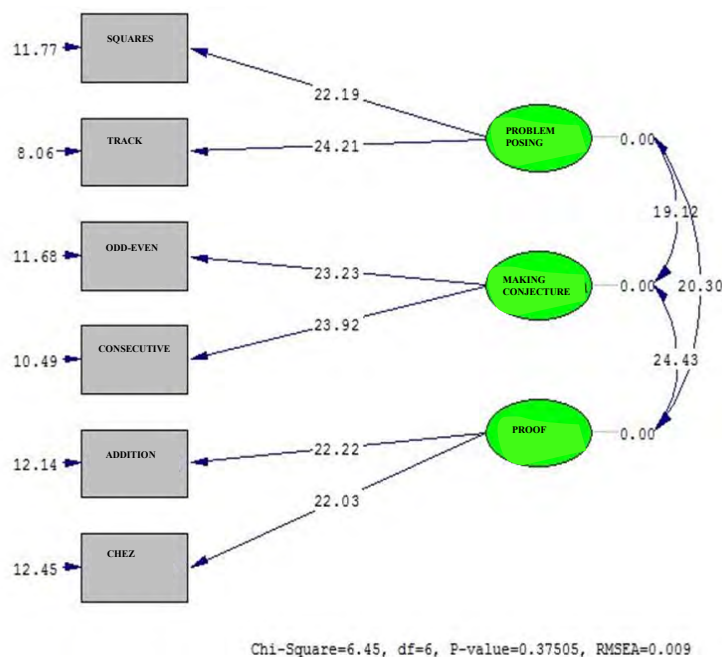 SQUARES
11.77
22.19
TRACK
8.06
24.21
PROBLEM
POSING
0.00
19.12
ODD-EVEN
11.68
23.23
MAKING
CONJECTURE
0.00
20.30
23.92
CONSECUTIVE
10.49
24.43
ADDITION
12.14
22.22
PROOF
0.00
22.03
CHEZ
12.45
Chi-Square=6.45, df=6, P-value=0.37505, RMSEA=0.009